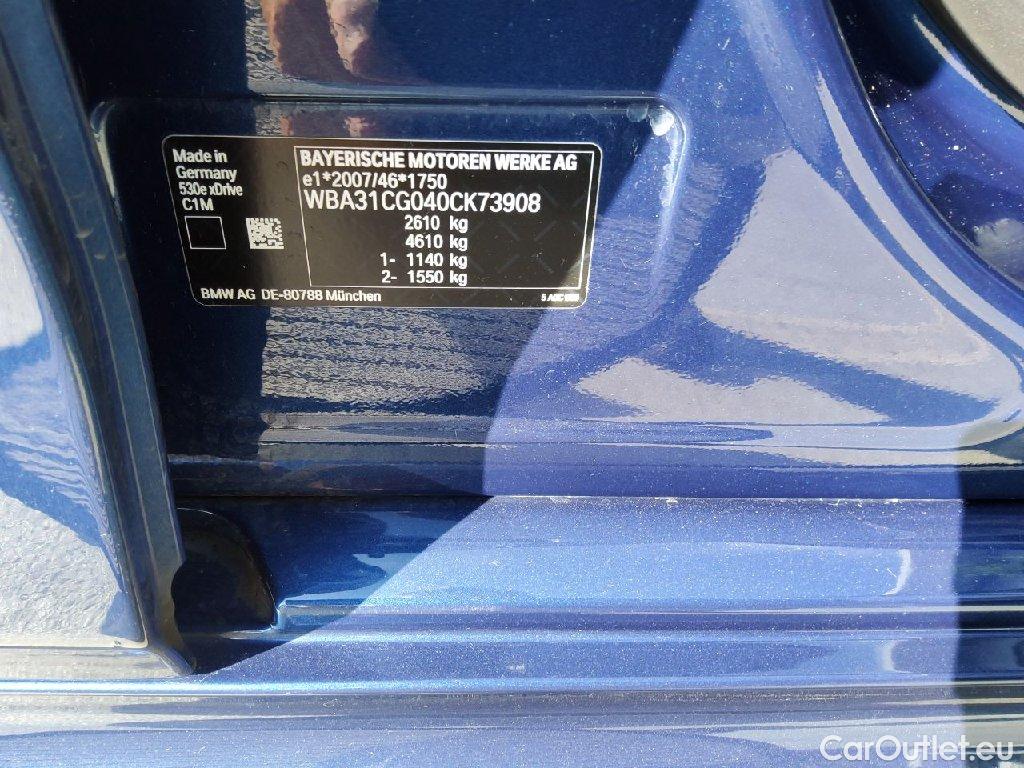 Made in
Germany
530e xDrive
C1M
BAYERISCHE MOTOREN WERKE AG
e1*2007/46*1750
WBA31CG040CK73908
2610 kg
4610 kg
1- 1140 kg
2- 1550 kg
BMW AG DE-80788 München
CarOutlet.eu